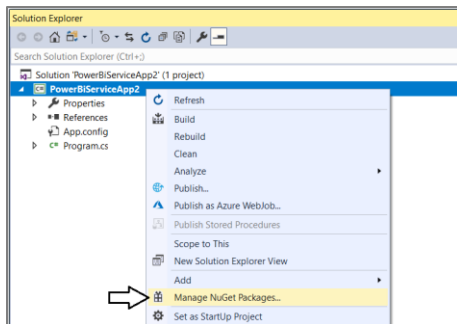 Solution Explorer
Search Solution Explorer (Ctrl+;)
Solution 'PowerBiServiceApp2' (1 project)
PowerBiServiceApp2
Properties
References
App.config
Program.cs
Refresh
Build
Rebuild
Clean
Analyze
Publish...
Publish as Azure WebJob...
Publish Stored Procedures
Scope to This
New Solution Explorer View
Add
Manage NuGet Packages...
Set as StartUp Project